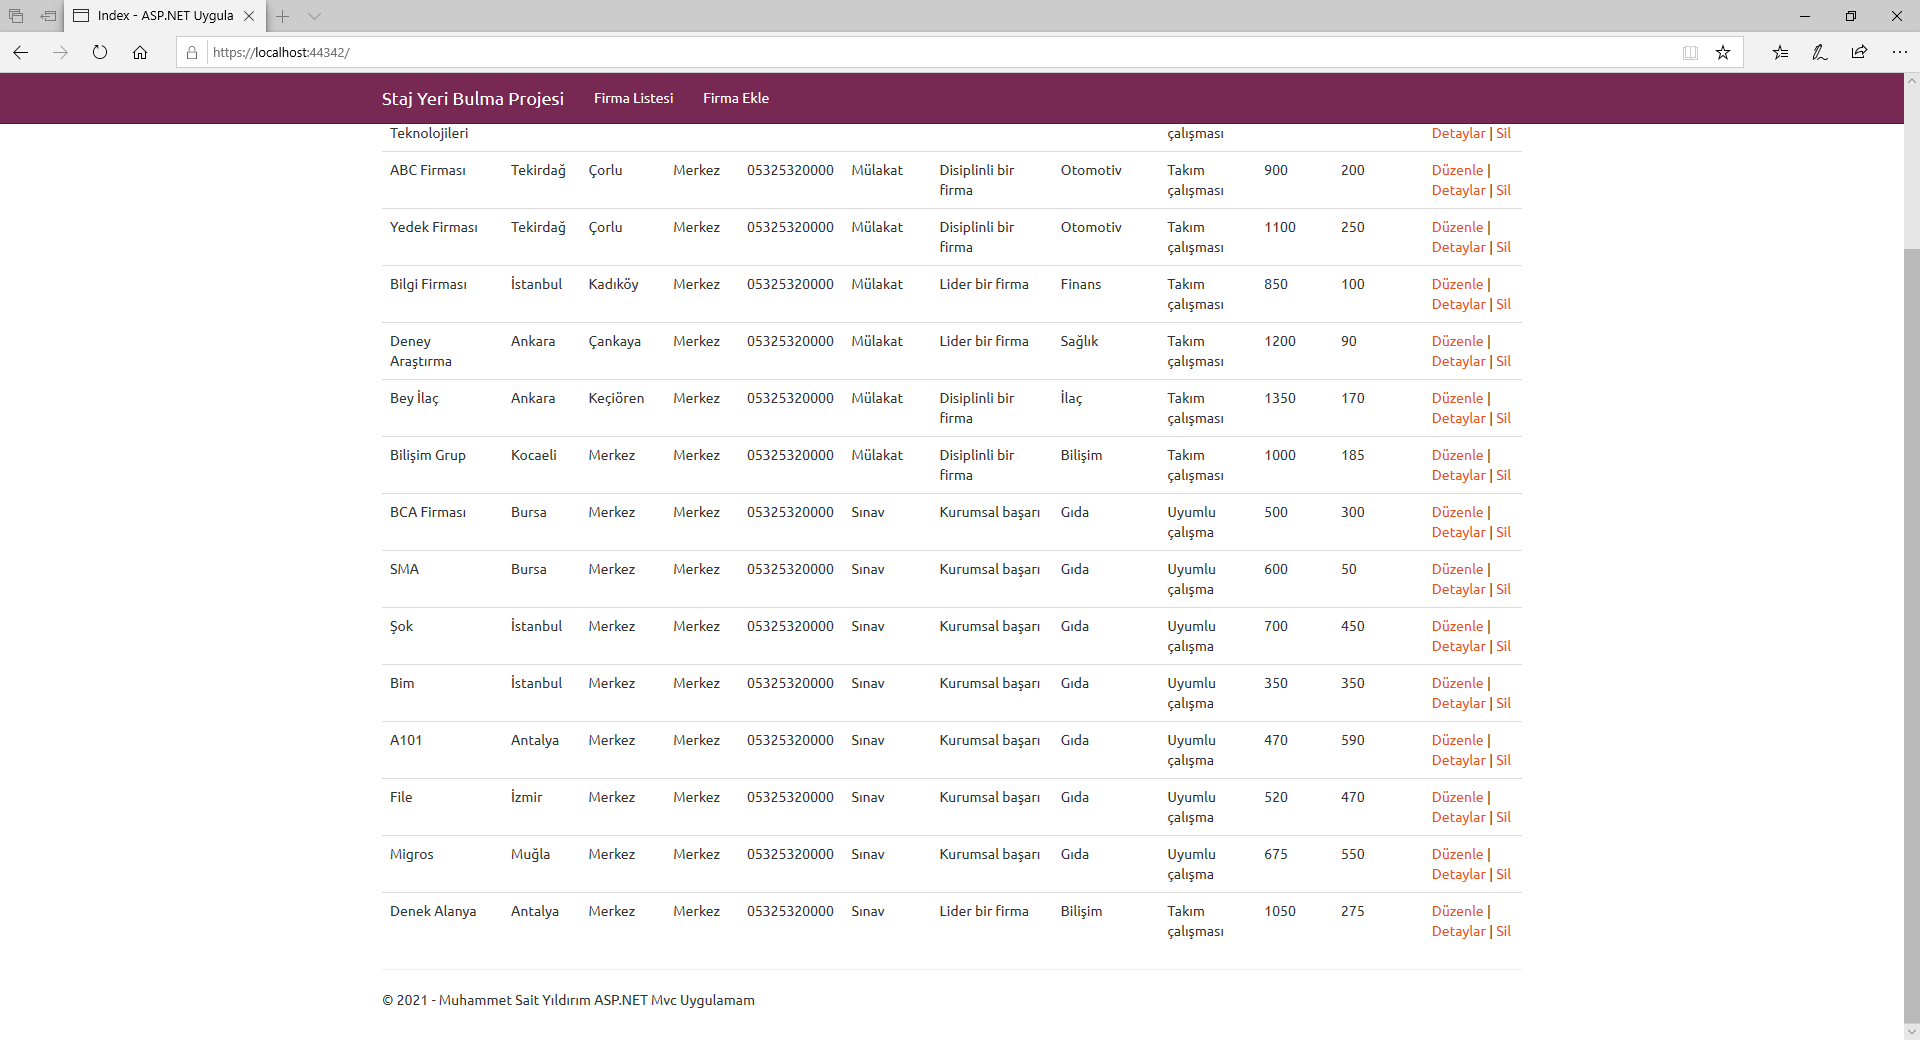 Index - ASP.NET Uygula
https://localhost:44342/
Staj Yeri Bulma Projesi Firma Listesi Firma Ekle
Teknolojileri çalışması Detaylar | Sil
ABC Firması Tekirdağ Çorlu Merkez 05325320000 Mülakat Disiplinli bir Otomotiv Takım 900 200 Düzenle |
firma çalışması Detaylar | Sil
Yedek Firması Tekirdağ Çorlu Merkez 05325320000 Mülakat Disiplinli bir Otomotiv Takım 1100 250 Düzenle |
firma çalışması Detaylar | Sil
Bilgi Firması İstanbul Kadıköy Merkez 05325320000 Mülakat Lider bir firma Finans Takım 850 100 Düzenle |
çalışması Detaylar | Sil
Deney Ankara Çankaya Merkez 05325320000 Mülakat Lider bir firma Sağlık Takım 1200 90 Düzenle |
Araştırma çalışması Detaylar | Sil
Bey İlaç Ankara Keçiören Merkez 05325320000 Mülakat Disiplinli bir İlaç Takım 1350 170 Düzenle |
firma çalışması Detaylar | Sil
Bilişim Grup Kocaeli Merkez Merkez 05325320000 Mülakat Disiplinli bir Bilişim Takım 1000 185 Düzenle |
firma çalışması Detaylar | Sil
BCA Firması Bursa Merkez Merkez 05325320000 Sınav Kurumsal başarı Gıda Uyumlu 500 300 Düzenle |
çalışma Detaylar | Sil
SMA Bursa Merkez Merkez 05325320000 Sınav Kurumsal başarı Gıda Uyumlu 600 50 Düzenle |
çalışma Detaylar | Sil
Şok İstanbul Merkez Merkez 05325320000 Sınav Kurumsal başarı Gıda Uyumlu 700 450 Düzenle |
çalışma Detaylar | Sil
Bim İstanbul Merkez Merkez 05325320000 Sınav Kurumsal başarı Gıda Uyumlu 350 350 Düzenle |
çalışma Detaylar | Sil
A101 Antalya Merkez Merkez 05325320000 Sınav Kurumsal başarı Gıda Uyumlu 470 590 Düzenle |
çalışma Detaylar | Sil
File İzmir Merkez Merkez 05325320000 Sınav Kurumsal başarı Gıda Uyumlu 520 470 Düzenle |
çalışma Detaylar | Sil
Migros Muğla Merkez Merkez 05325320000 Sınav Kurumsal başarı Gıda Uyumlu 675 550 Düzenle |
çalışma Detaylar | Sil
Denek Alanya Antalya Merkez Merkez 05325320000 Sınav Lider bir firma Bilişim Takım 1050 275 Düzenle |
çalışması Detaylar | Sil
© 2021 - Muhammet Sait Yıldırım ASP.NET Mvc Uygulamam